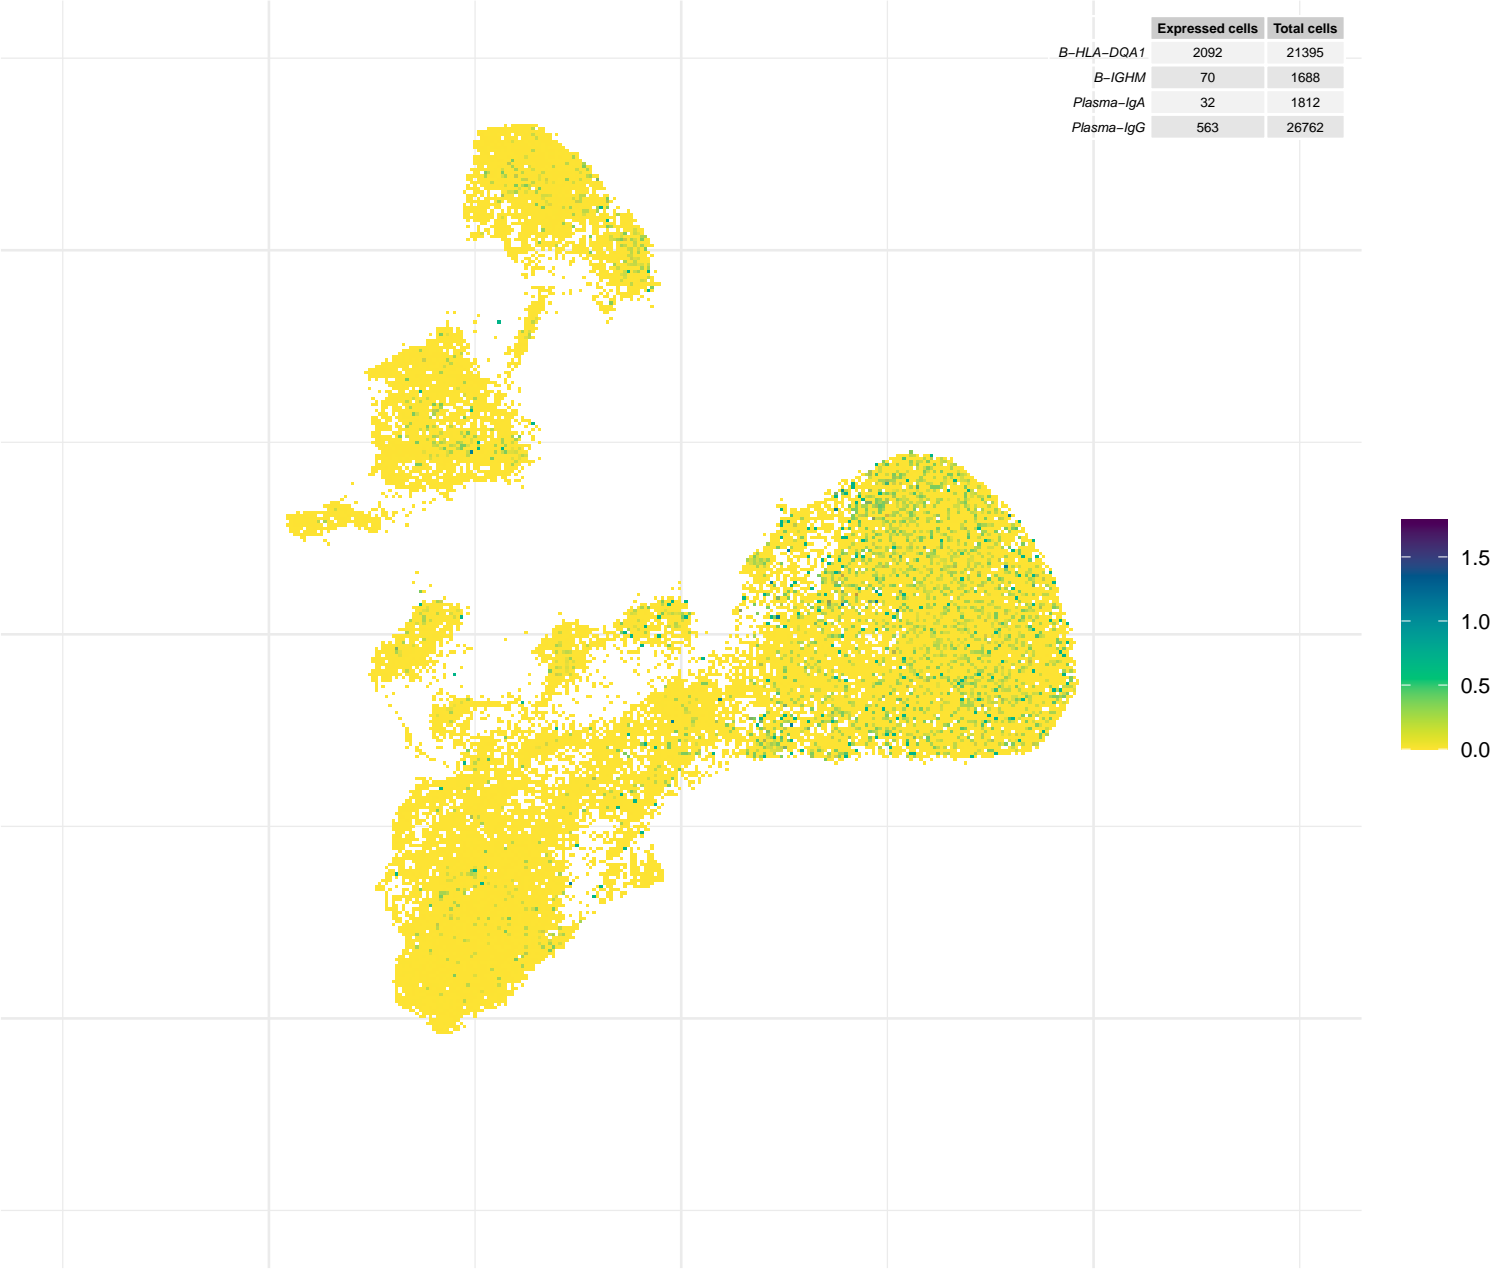 Expressed cells Total cells
B−HLA−DQA1 2092 21395
B−IGHM 70 1688
Plasma−IgA 32 1812
Plasma−IgG 563 26762
1.5
1.0
0.5
0.0